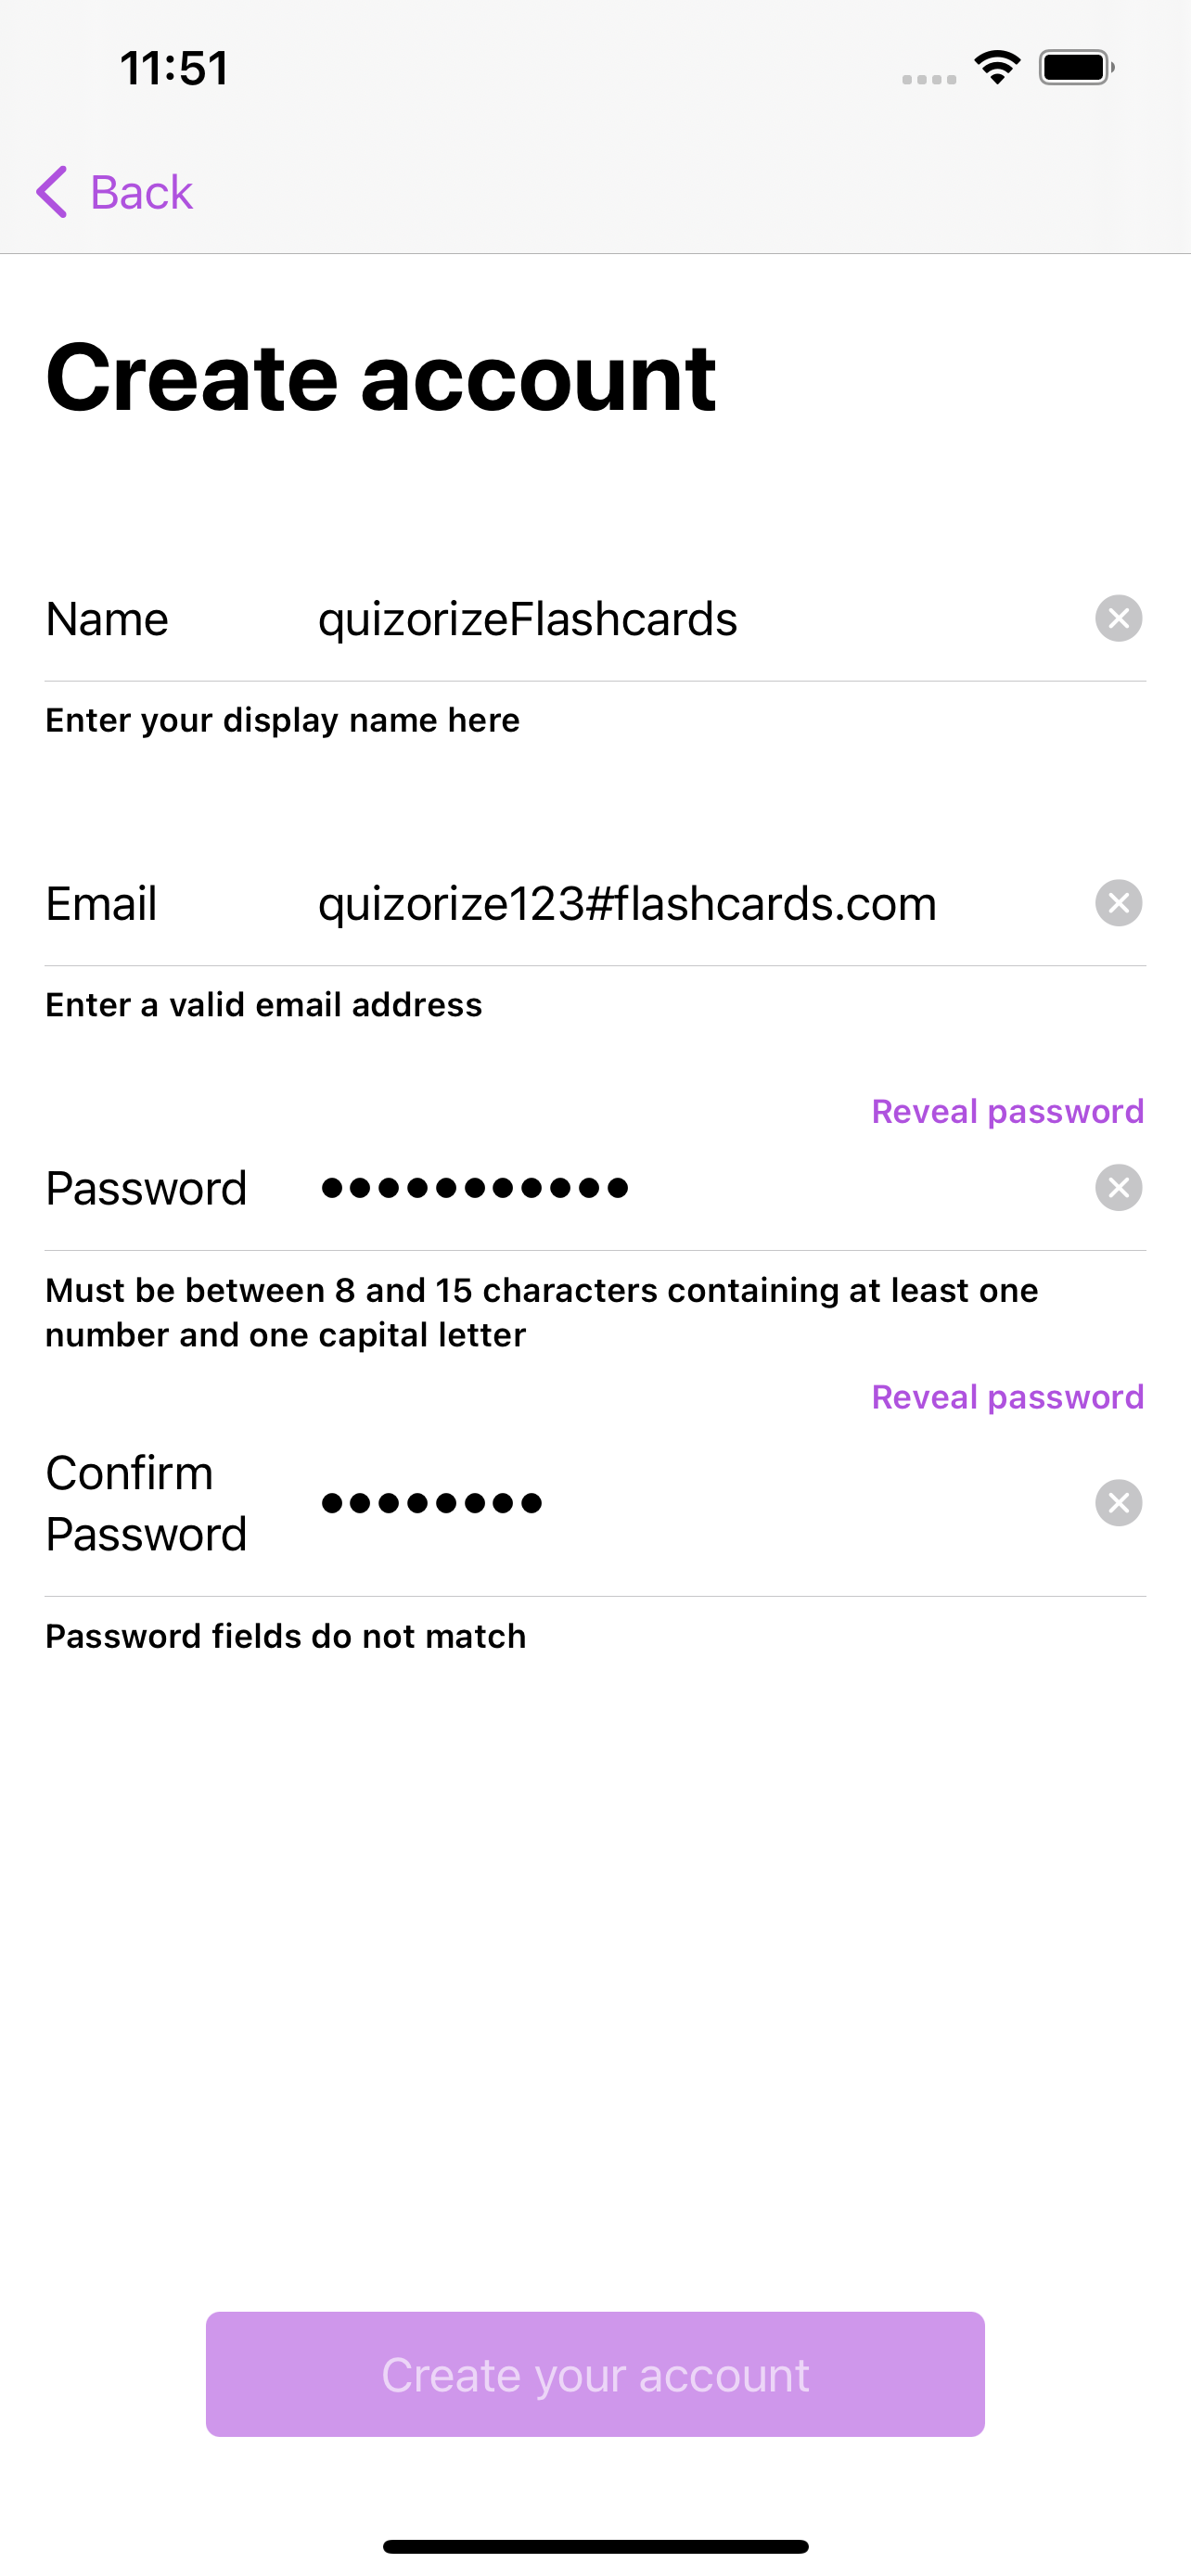 11:51
Back
Create account
Name quizorizeFlashcards
Enter your display name here
Email quizorize123#flashcards.com
Enter a valid email address
Reveal password
Password •••••••••••
Must be between 8 and 15 characters containing at least one
number and one capital letter
Reveal password
Confirm
Password ••••••••
Password fields do not match
Create your account